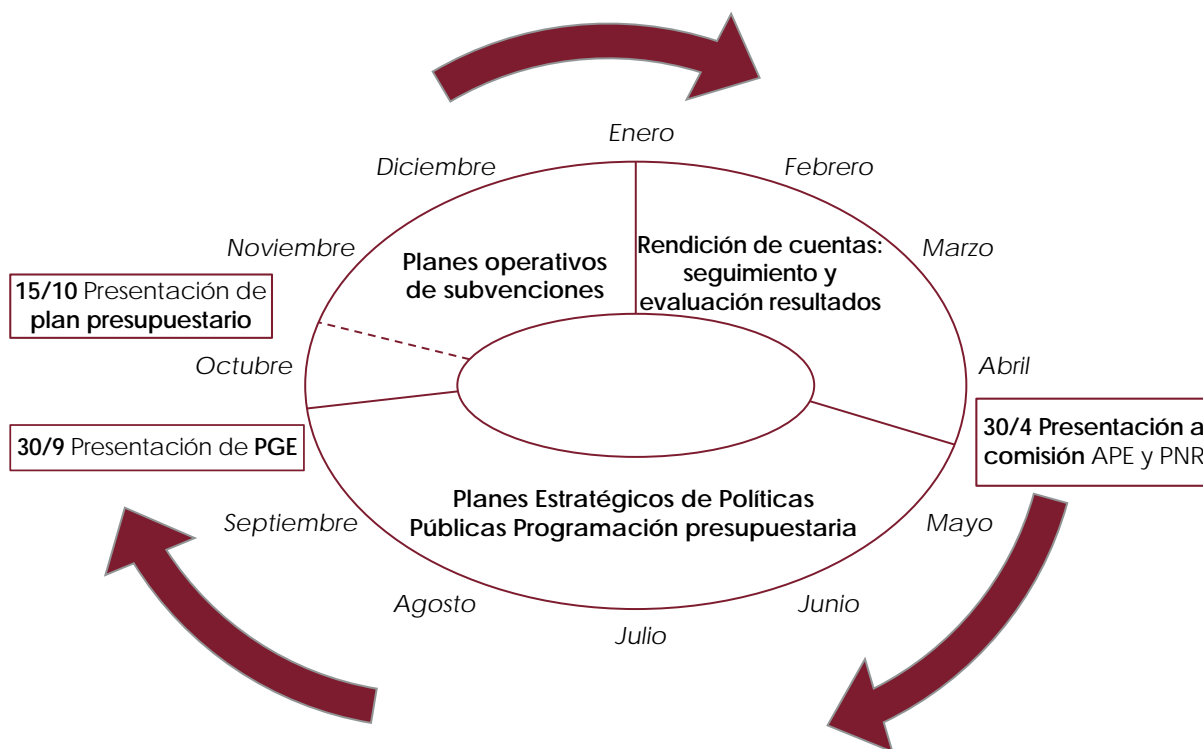 Enero
Febrero
Marzo
Abril
Mayo
Junio
Julio
Agosto
Septiembre
Octubre
Noviembre
Diciembre
Rendición de cuentas:
seguimiento y
evaluación resultados
30/4 Presentación a
comisión APE y PNR
Planes Estratégicos de Políticas
Públicas Programación presupuestaria
30/9 Presentación de PGE
15/10 Presentación de
plan presupuestario
Planes operativos
de subvenciones